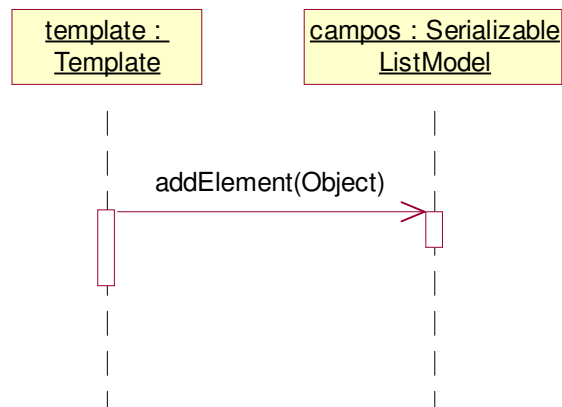 template :
Template
campos : Serializable
ListModel
addElement(Object)